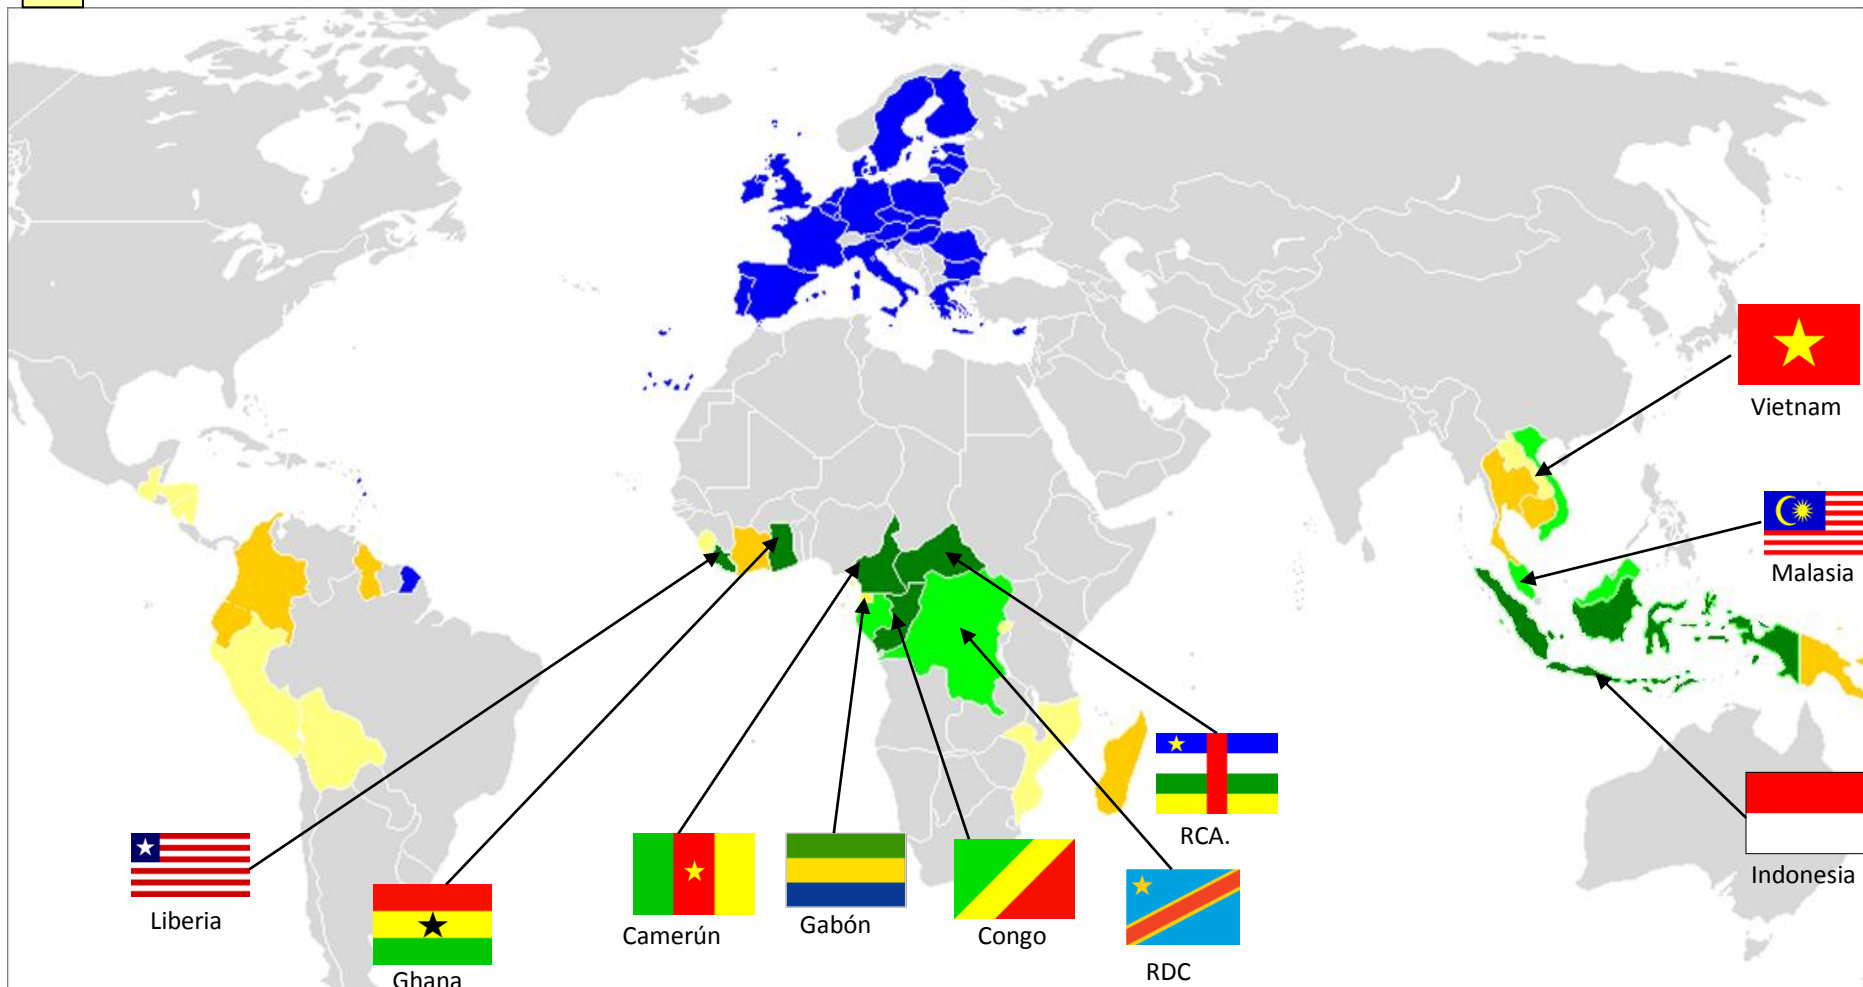 Vietnam
Malasia
RCA.
Indonesia
Liberia
Ghana
Camerún
Gabón
Congo
RDC